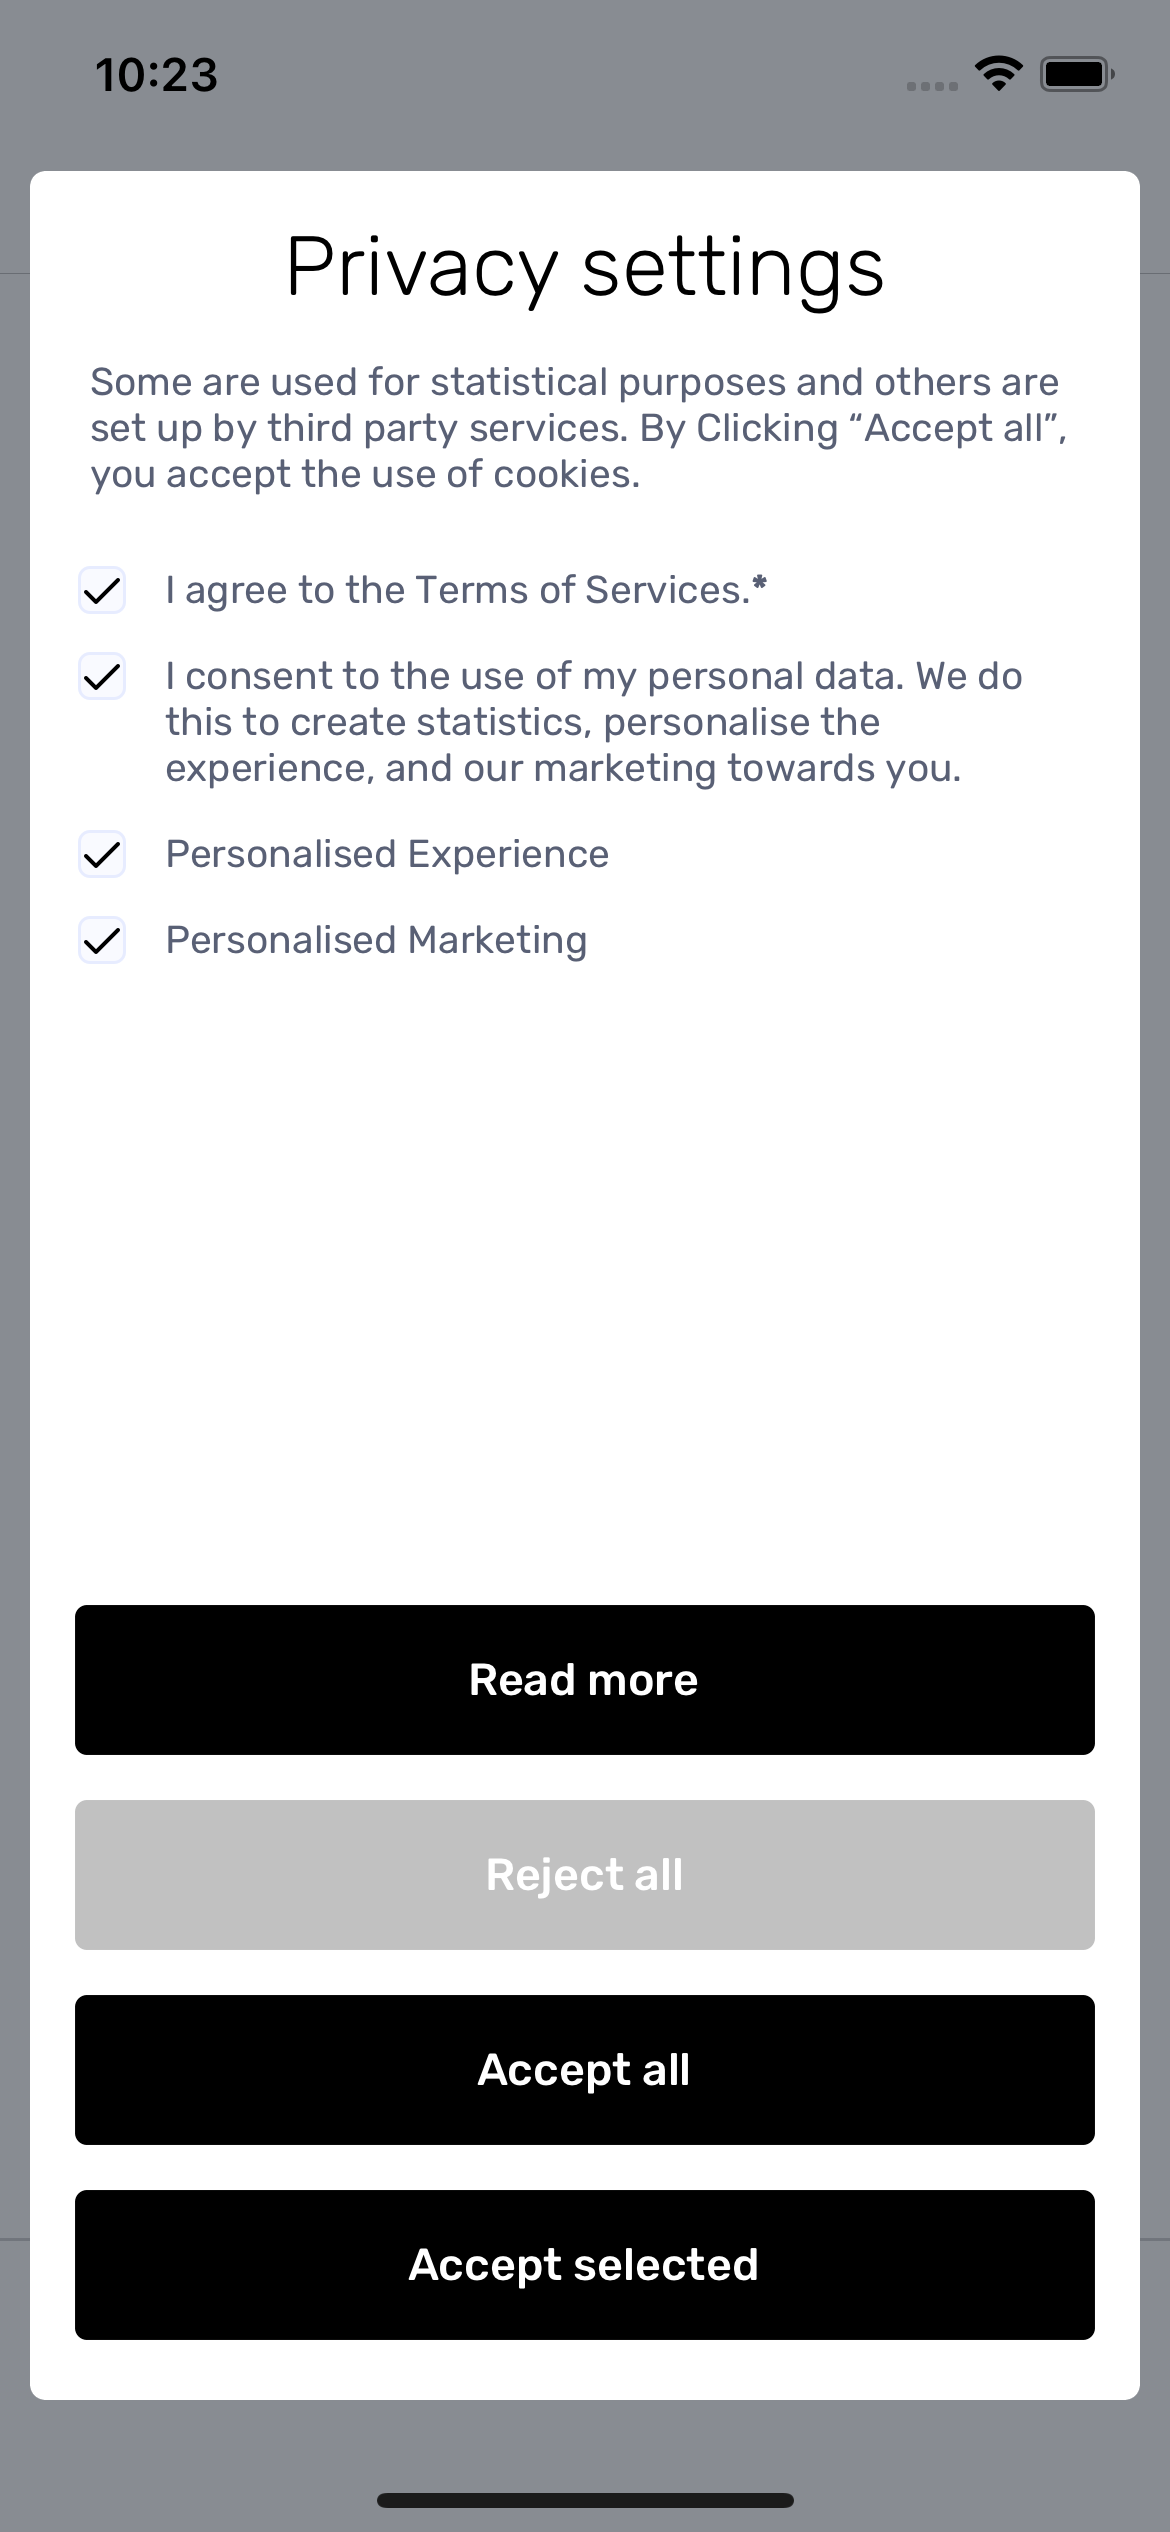 10:23
Privacy settings
Some are used for statistical purposes and others are
set up by third party services. By Clicking “Accept all”,
you accept the use of cookies.
I agree to the Terms of Services.*
I consent to the use of my personal data. We do
this to create statistics, personalise the
experience, and our marketing towards you.
Personalised Experience
Personalised Marketing
Read more
Reject all
Accept all
Accept selected